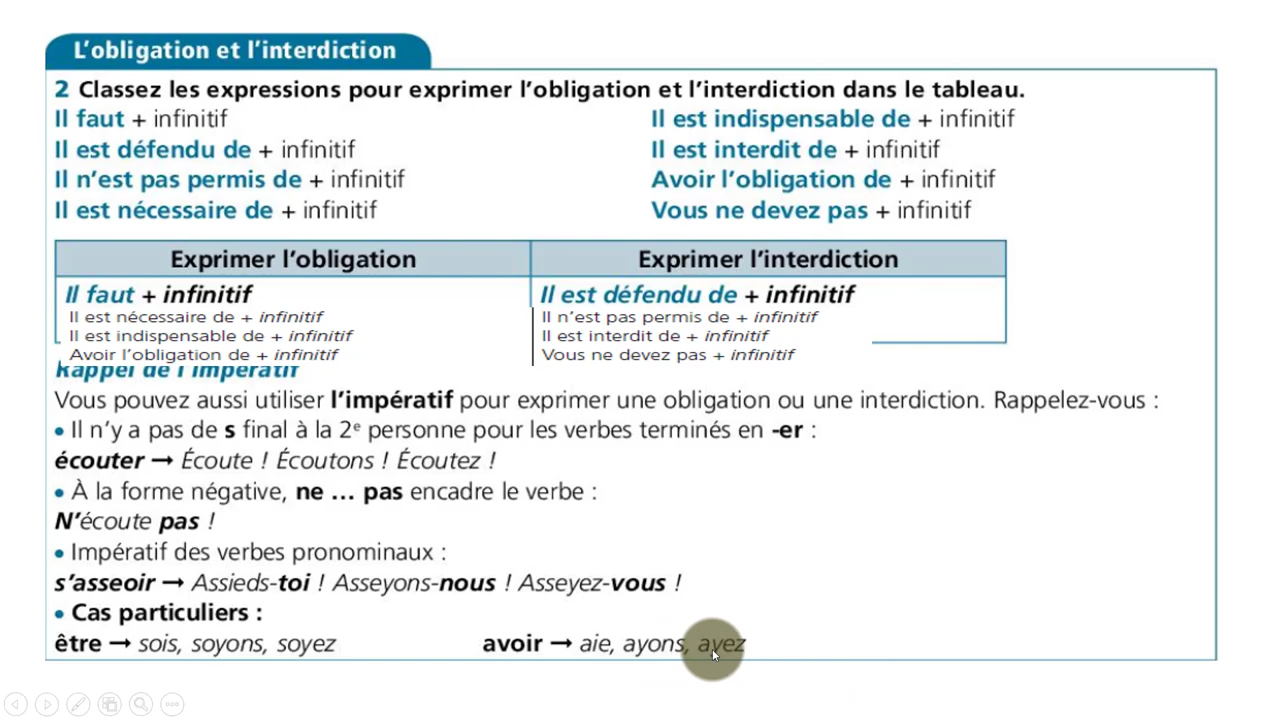 L'obligation et l'interdiction
2 Classez les expressions pour exprimer l'obligation et l'interdiction dans le tableau.
Il faut + infinitif
Il est défendu de + infinitif
Il n'est pas permis de + infinitif
Il est nécessaire de + infinitif
Il est indispensable de + infinitif
Il est interdit de + infinitif
Avoir l'obligation de + infinitif
Vous ne devez pas + infinitif
Exprimer l'obligation
Il faut + infinitif
Il est nécessaire de + infinitif
Il est indispensable de + infinitif
Avoir l'obligation de + infinitif
Exprimer l'interdiction
Il est défendu de + infinitif
Il n'est pas permis de + infinitif
Il est interdit de + infinitif
Vous ne devez pas + infinitif
Rappel de l'impératif
Vous pouvez aussi utiliser l'impératif pour exprimer une obligation ou une interdiction. Rappelez-vous :
• Il n'y a pas de s final à la 2e personne pour les verbes terminés en -er :
écouter → Écoute ! Écoutons ! Écoutez !
• À la forme négative, ne ... pas encadre le verbe :
N'écoute pas !
• Impératif des verbes pronominaux :
s'asseoir → Assieds-toi ! Asseyons-nous ! Asseyez-vous !
• Cas particuliers :
être → sois, soyons, soyez
avoir → aie, ayons, ayez